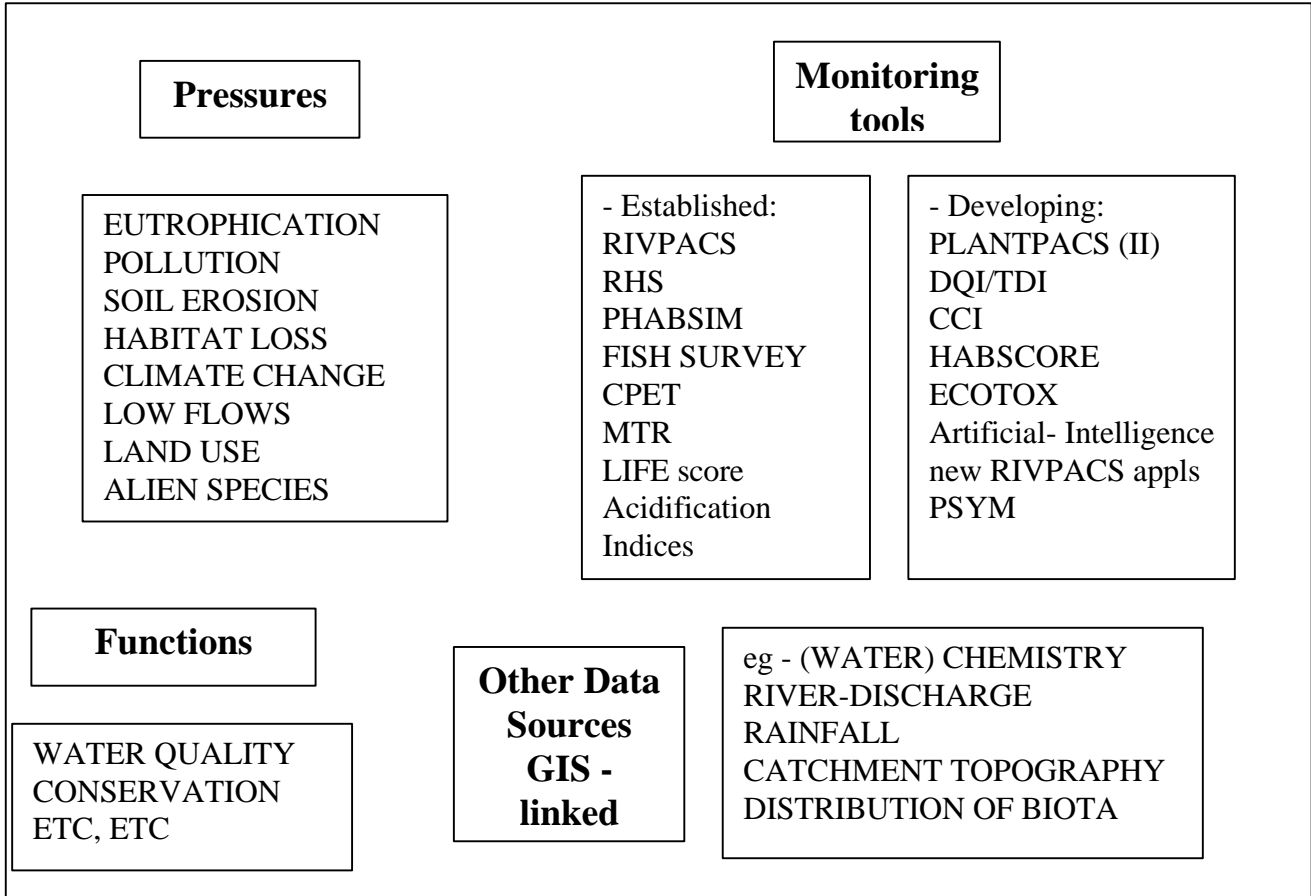 Pressures
EUTROPHICATION
POLLUTION
SOIL EROSION
HABITAT LOSS
CLIMATE CHANGE
LOW FLOWS
LAND USE
ALIEN SPECIES
Monitoring
tools
- Established:
RIVPACS
RHS
PHABSIM
FISH SURVEY
CPET
MTR
LIFE score
Acidification
Indices
- Developing:
PLANTPACS (II)
DQI/TDI
CCI
HABSCORE
ECOTOX
Artificial- Intelligence
new RIVPACS appls
PSYM
Functions
WATER QUALITY
CONSERVATION
ETC, ETC
Other Data
Sources
GIS -
linked
eg - (WATER) CHEMISTRY
RIVER-DISCHARGE
RAINFALL
CATCHMENT TOPOGRAPHY
DISTRIBUTION OF BIOTA